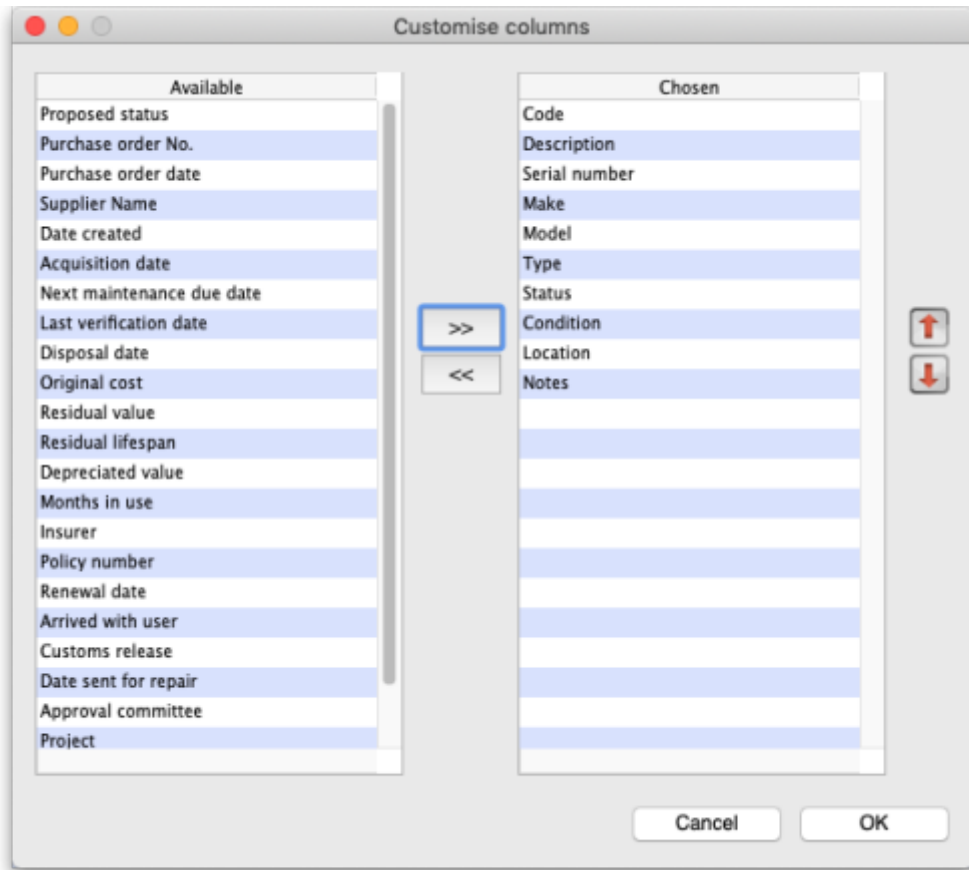 Customise columns
Available
Proposed status
Purchase order No.
Purchase order date
Supplier Name
Date created
Acquisition date
Next maintenance due date
Last verification date
Disposal date
Original cost
Residual value
Residual lifespan
Depreciated value
Months in use
Insurer
Policy number
Renewal date
Arrived with user
Customs release
Date sent for repair
Approval committee
Project
>>
<<
Chosen
Code
Description
Serial number
Make
Model
Type
Status
Condition
Location
Notes
Cancel
OK